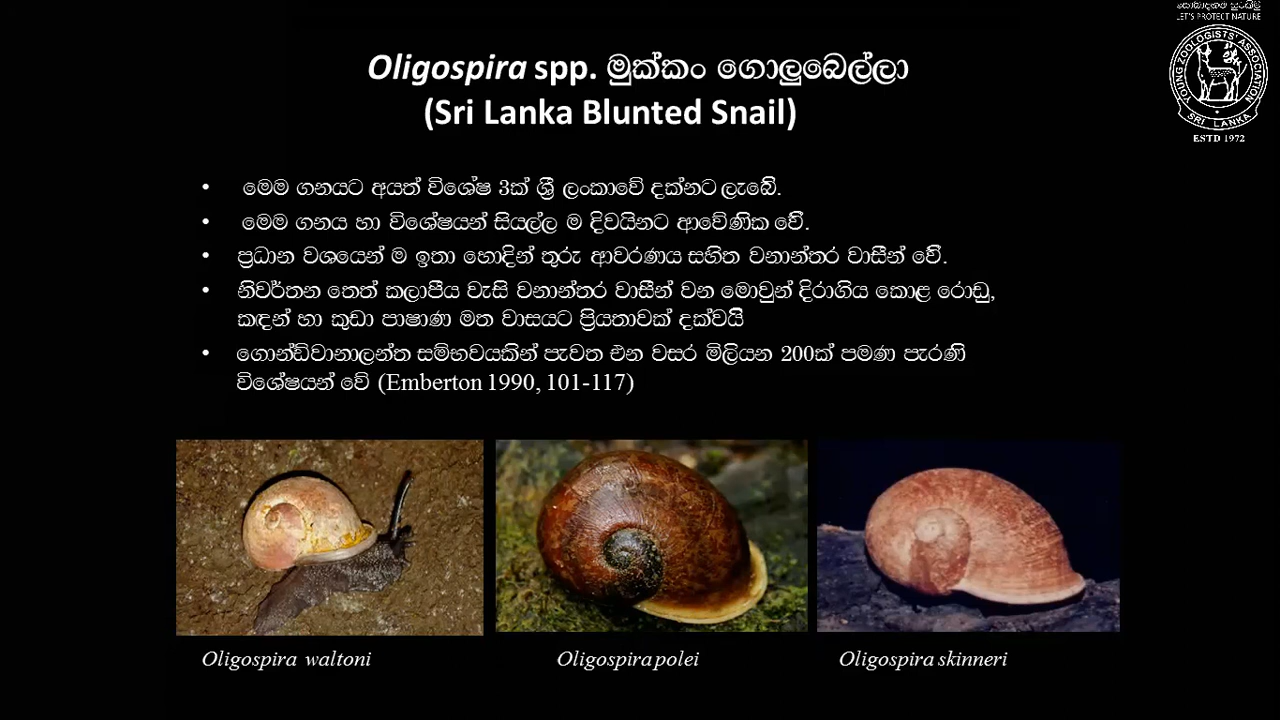 සොබාදහම සුරකිමු
LET'S PROTECT NATURE
YOUNG ZOOLOGISTS' ASSOCIATION
SRI LANKA
ESTD 1972
Oligospira spp. මුක්කං ගොලුබෙල්ලා
(Sri Lanka Blunted Snail)
• මෙම ගනයට අයත් විශේෂ 3ක් ශ්‍රී ලංකාවේ දක්නට ලැබේ.
• මෙම ගනය හා විශේෂයන් සියල්ල ම දිවයිනට ආවේණික වේ.
• ප්‍රධාන වශයෙන් ම ඉතා හොදින් තුරු ආවරණය සහිත වනාන්තර වාසීන් වේ.
• නිවර්තන තෙත් කලාපීය වැසි වනාන්තර වාසීන් වන මොවුන් දිරාගිය කොළ රොඩු,
කඳන් හා කුඩා පාෂාණ මත වාසයට ප්‍රියතාවක් දක්වයි
• ගොන්ඩ්වානාලන්ත සම්භවයකින් පැවත එන වසර මිලියන 200ක් පමණ පැරණි
විශේෂයන් වේ (Emberton 1990, 101-117)
Oligospira waltoni
Oligospira polei
Oligospira skinneri